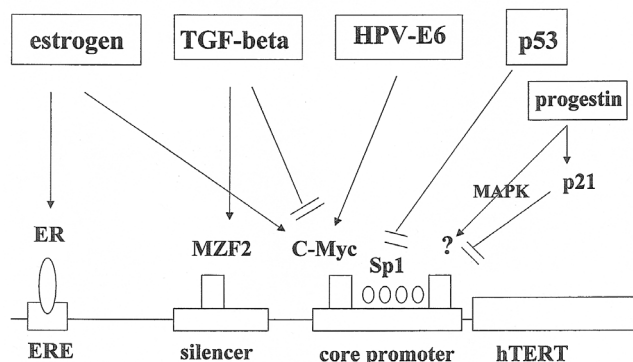 estrogen
TGF-beta
HPV-E6
p53
progestin
MAPK
p21
ER
MZF2
C-Myc
Sp1
?
ERE
silencer
core promoter
hTERT